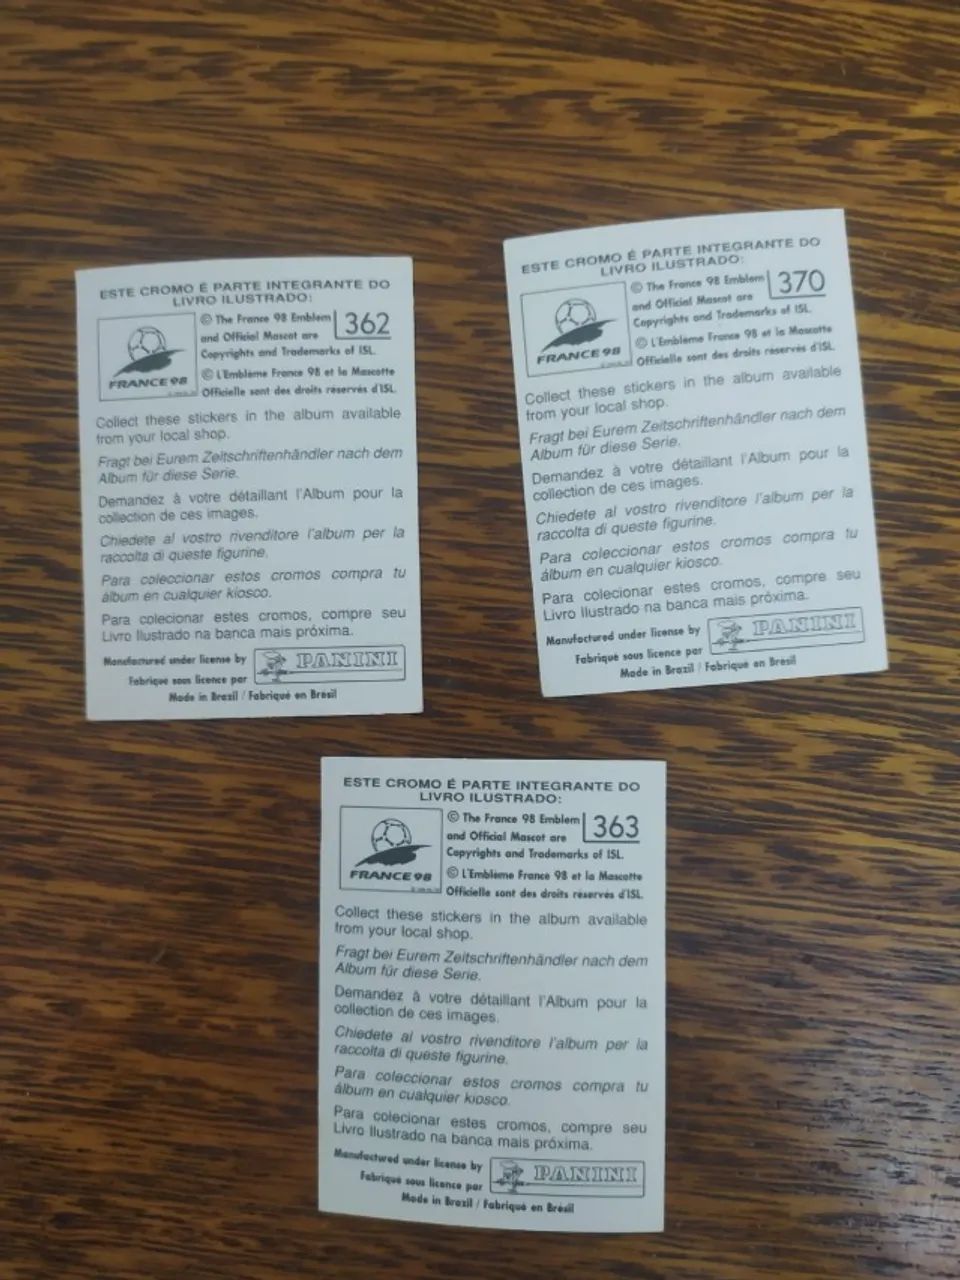 ESTE CROMO É PARTE INTEGRANTE DO
LIVRO ILUSTRADO:
© The France 98 Emblem
362
and Official Mascot are
Copyrights and Trademarks of ISL.
© L'Emblème France 98 et la Mascotte
Officielle sont des droits réservés d'ISL.
FRANCE 98
Collect these stickers in the album available
from your local shop.
Fragt bei Eurem Zeitschriftenhändler nach dem
Album für diese Serie.
Demandez à votre détaillant l'Album pour la
collection de ces images.
Chiedete al vostro rivenditore l'album per la
raccolta di queste figurine.
Para coleccionar estos cromos compra tu
álbum en cualquier kiosco.
Para colecionar estes cromos, compre seu
Livro Ilustrado na banca mais próxima.
Manufactured under license by
Fabriqué sous licence par
PANINI
Made in Brazil / Fabriqué en Brésil
ESTE CROMO É PARTE INTEGRANTE DO
LIVRO ILUSTRADO:
© The France 98 Emblem
370
and Official Mascot are
Copyrights and Trademarks of ISL.
© L'Emblème France 98 et la Mascotte
Officielle sont des droits réservés d'ISL.
FRANCE 98
Collect these stickers in the album available
from your local shop.
Fragt bei Eurem Zeitschriftenhändler nach dem
Album für diese Serie.
Demandez à votre détaillant l'Album pour la
collection de ces images.
Chiedete al vostro rivenditore l'album per la
raccolta di queste figurine.
Para coleccionar estos cromos compra tu
álbum en cualquier kiosco.
Para colecionar estes cromos, compre seu
Livro Ilustrado na banca mais próxima.
Manufactured under license by
Fabriqué sous licence par
PANINI
Made in Brazil / Fabriqué en Brésil
ESTE CROMO É PARTE INTEGRANTE DO
LIVRO ILUSTRADO:
© The France 98 Emblem
363
and Official Mascot are
Copyrights and Trademarks of ISL.
© L'Emblème France 98 et la Mascotte
Officielle sont des droits réservés d'ISL.
FRANCE 98
Collect these stickers in the album available
from your local shop.
Fragt bei Eurem Zeitschriftenhändler nach dem
Album für diese Serie.
Demandez à votre détaillant l'Album pour la
collection de ces images.
Chiedete al vostro rivenditore l'album per la
raccolta di queste figurine.
Para coleccionar estos cromos compra tu
álbum en cualquier kiosco.
Para colecionar estes cromos, compre seu
Livro Ilustrado na banca mais próxima.
Manufactured under license by
Fabriqué sous licence par
PANINI
Made in Brazil / Fabriqué en Brésil